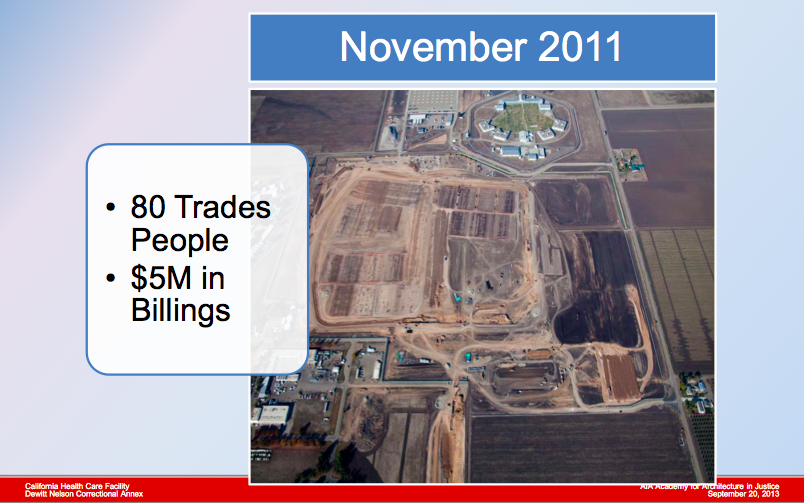 November 2011
• 80 Trades
People
• $5M in
Billings
California Health Care Facility
Dewitt Nelson Correctional Annex
AIA Academy for Architecture in Justice
September 20, 2013